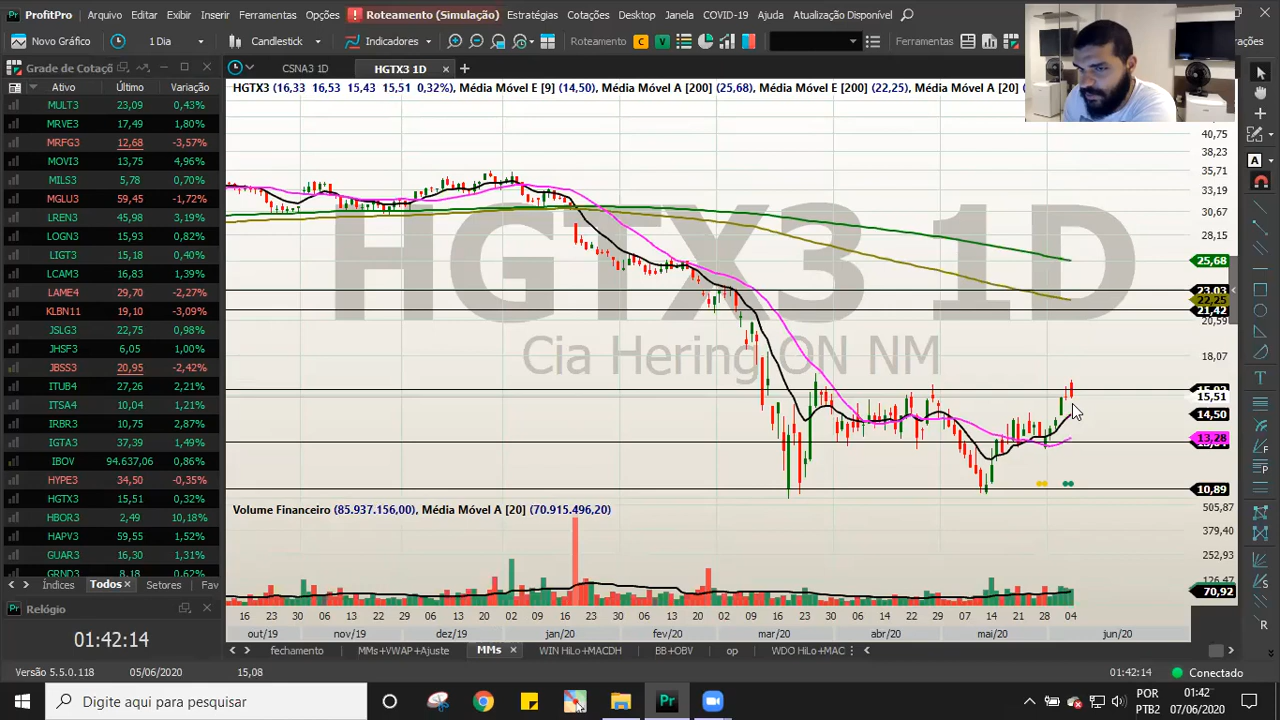 ProfitPro
Arquivo Editar Exibir Inserir Ferramentas Opções Roteamento (Simulação) Estratégias Cotações Desktop Janela COVID-19 Ajuda Atualização Disponível
Novo Gráfico 1 Dia Candlestick Indicadores Roteamento C V Ferramentas
Grade de Cotaçõ
CSNA3 1D HGTX3 1D
Ativo Último Variação
MULT3 23,09 0,43%
MRVE3 17,49 1,80%
MRFG3 12,68 -3,57%
MOVI3 13,75 4,96%
MILS3 5,78 0,70%
MGLU3 59,45 -1,72%
LREN3 45,98 3,19%
LOGN3 15,93 0,82%
LIGT3 15,18 0,40%
LCAM3 16,83 1,39%
LAME4 29,70 -2,27%
KLBN11 19,10 -3,09%
JSLG3 22,75 0,98%
JHSF3 6,05 1,00%
JBSS3 20,95 -2,42%
ITUB4 27,26 2,21%
ITSA4 10,04 1,21%
IRBR3 10,75 2,87%
IGTA3 37,39 1,49%
IBOV 94.637,06 0,86%
HYPE3 34,50 -0,35%
HGTX3 15,51 0,32%
HBOR3 2,49 10,18%
HAPV3 59,55 1,52%
GUAR3 16,30 1,31%
GRND3 8,18 0,62%
Índices Todos Setores Fav
Relógio
01:42:14
HGTX3 (16,33 16,53 15,43 15,51 0,32%), Média Móvel E [9] (14,50), Média Móvel A [200] (25,68), Média Móvel E [200] (22,25), Média Móvel A [20] (
HGTX3 1D
Cia Hering ON NM
40,75
38,23
35,71
33,19
30,67
28,15
25,68
23,03
22,25
21,42
20,59
18,07
15,51
14,50
13,28
10,89
Volume Financeiro (85.937.156,00), Média Móvel A [20] (70.915.496,20)
505,87
379,40
252,93
126,47
70,92
16 23 06 13 22 29 06 13 20 02 09 16 23 30 06 13 20 02 09 16 23 30 06 14 22 29 07 14 21 28 04
out/19 nov/19 dez/19 jan/20 fev/20 mar/20 abr/20 mai/20 jun/20
fechamento MMs+VWAP+Ajuste MMs WIN HiLo+MACDH BB+OBV op WDO HiLo+MAC
Versão 5.5.0.118 05/06/2020 15,08 01:42:14 Conectado
Digite aqui para pesquisar
Pr
POR
PTB2
01:42
07/06/2020